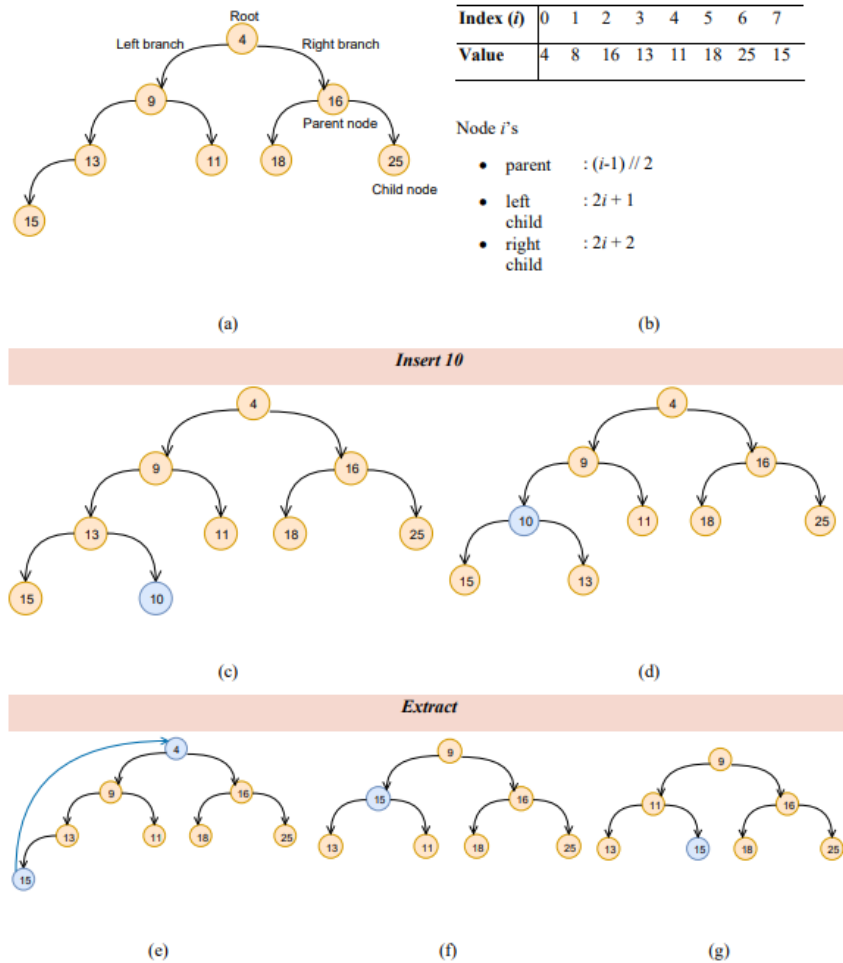 Root
4
Left branch
Right branch
9
16
Parent node
13
11
18
25
Child node
15
(a)
Index (i) 0 1 2 3 4 5 6 7
Value 4 8 16 13 11 18 25 15
Node i's
• parent : (i-1) // 2
• left child : 2i + 1
• right child : 2i + 2
(b)
Insert 10
4
9
16
13
11
18
25
15
10
(c)
4
9
16
10
11
18
25
15
13
(d)
Extract
4
9
16
13
11
18
25
15
(e)
9
15
16
13
11
18
25
(f)
9
11
16
13
15
18
25
(g)